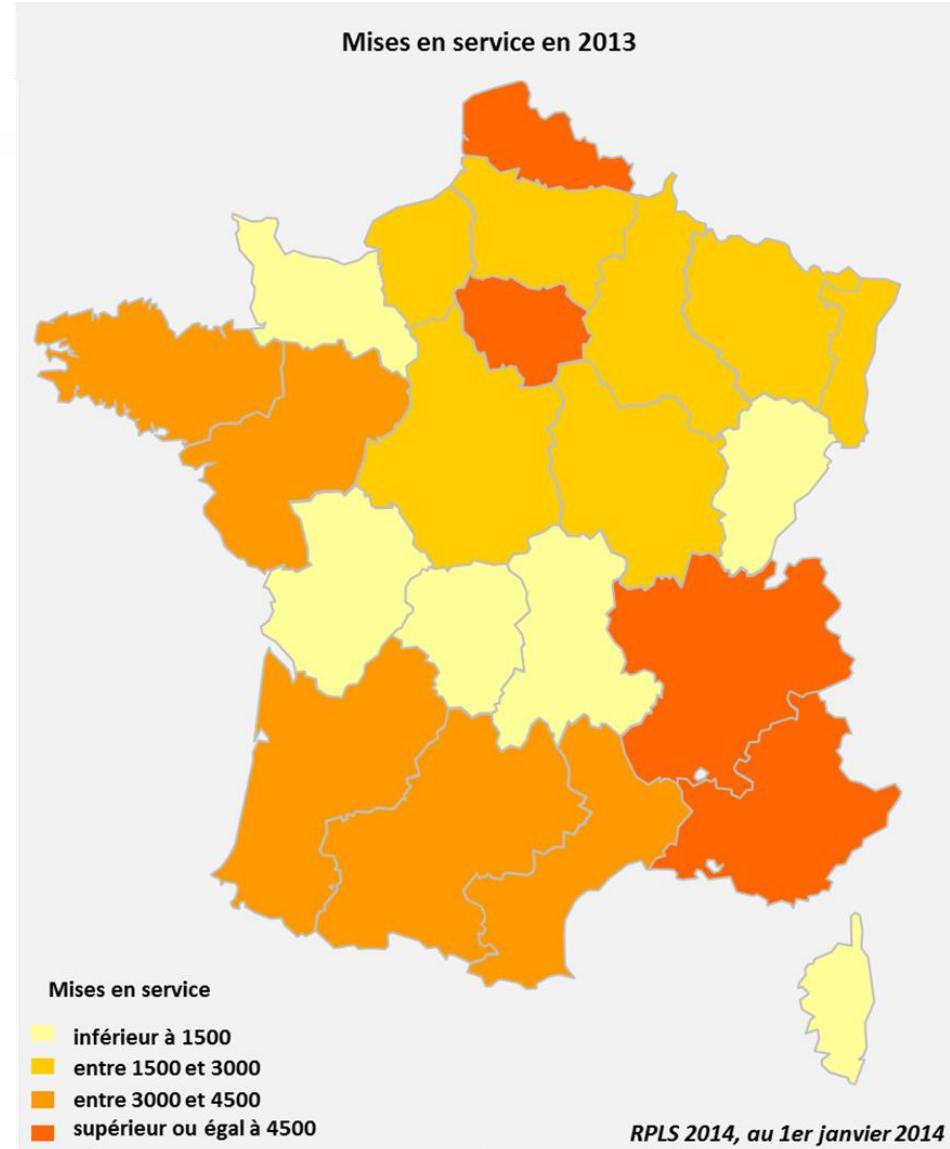 Mises en service en 2013
Mises en service
inférieur à 1500
entre 1500 et 3000
entre 3000 et 4500
supérieur ou égal à 4500
RPLS 2014, au 1er janvier 2014